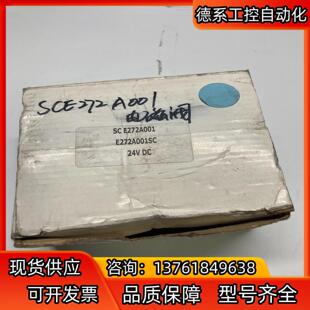 德系工控自动化
SCE272A001
电磁阀
SC E272A001
E272A001SC
24V DC
现货供应
咨询：13761849638
可开发票
品质保障
型号齐全